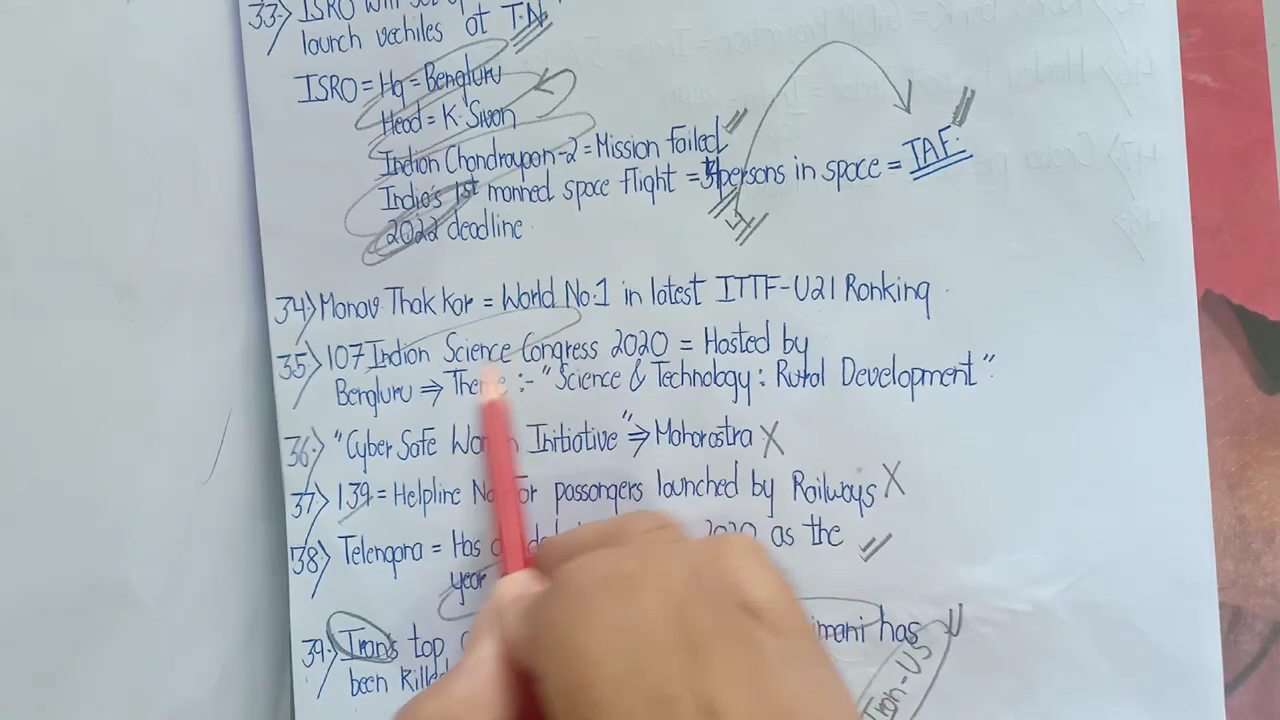 33) ISRO
launch vechiles at T.N
ISRO = Hq = Bengluru
Head = K. Sivan
Indian Chandrayan-2 = Mission failed
India's 1st manned space flight = persons in space = IAF.
2022 deadline
34) Manav Thakkar = World No.1 in latest ITTF-U21 Ranking
35) 107 Indian Science Congress 2020 = Hosted by
Bengluru ⇒ Theme :- "Science & Technology: Rural Development"
36) "Cyber Safe Initiative" ⇒ Maharastra X
37) 139 = Helpline No for passongers launched by Railways X
38) Telengana = Has 2020 as the
year
39) Irans top has
been killed
Iran-US